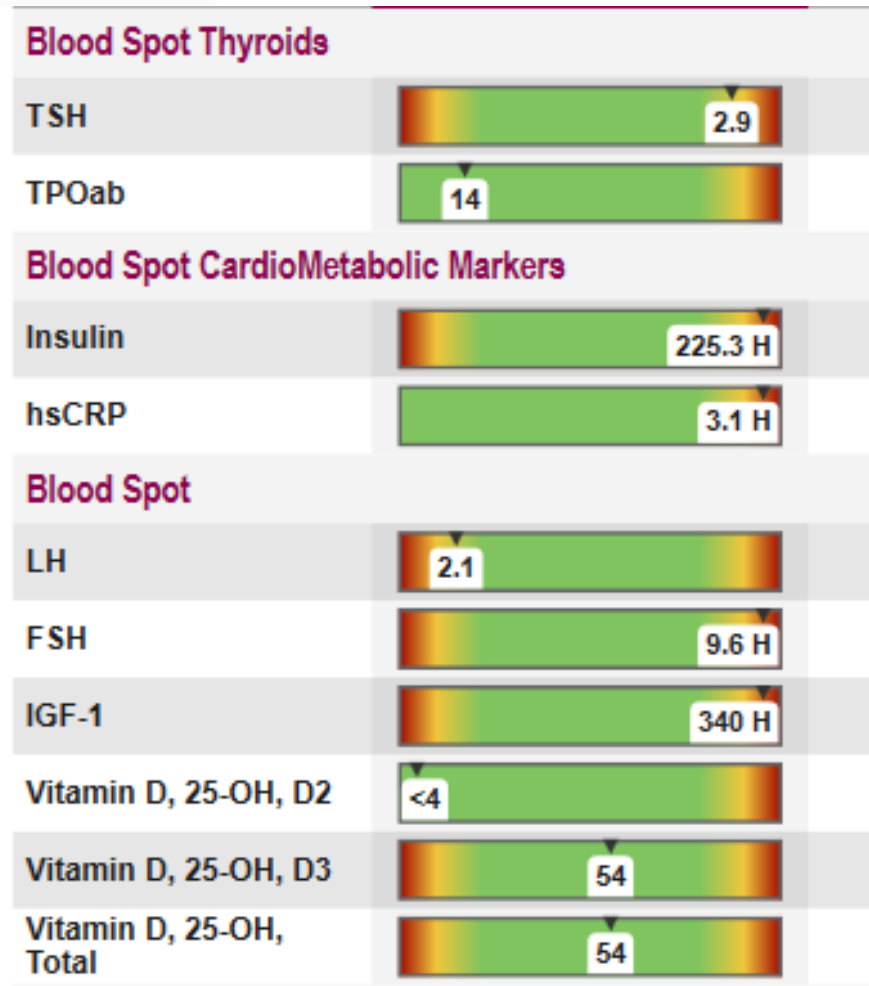 Blood Spot Thyroids
TSH 2.9
TPOab 14
Blood Spot CardioMetabolic Markers
Insulin 225.3 H
hsCRP 3.1 H
Blood Spot
LH 2.1
FSH 9.6 H
IGF-1 340 H
Vitamin D, 25-OH, D2 <4
Vitamin D, 25-OH, D3 54
Vitamin D, 25-OH,
Total 54